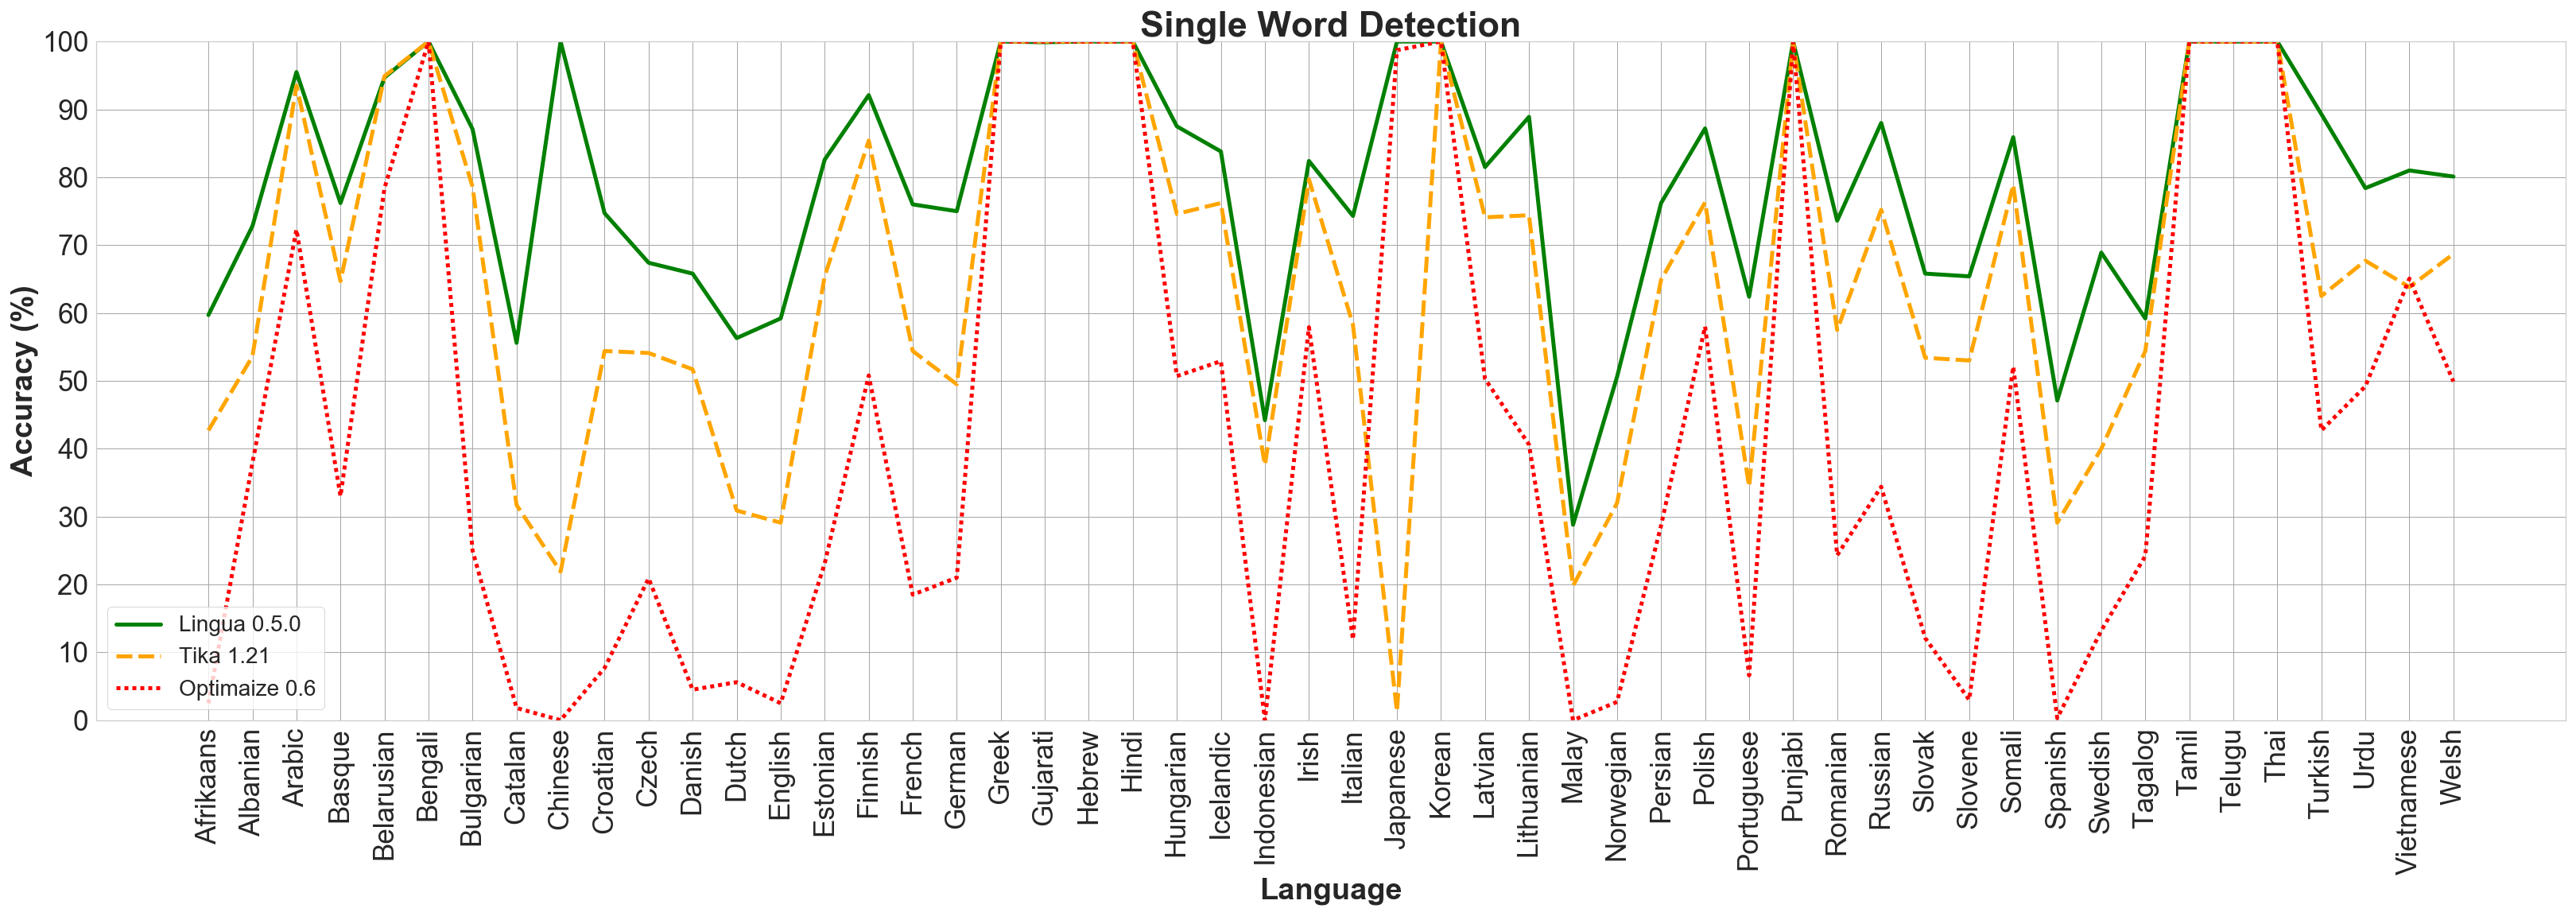 Single Word Detection
Accuracy (%)
100
90
80
70
60
50
40
30
20
10
0
Lingua 0.5.0
Tika 1.21
Optimaize 0.6
Afrikaans
Albanian
Arabic
Basque
Belarusian
Bengali
Bulgarian
Catalan
Chinese
Croatian
Czech
Danish
Dutch
English
Estonian
Finnish
French
German
Greek
Gujarati
Hebrew
Hindi
Hungarian
Icelandic
Indonesian
Irish
Italian
Japanese
Korean
Latvian
Lithuanian
Malay
Norwegian
Persian
Polish
Portuguese
Punjabi
Romanian
Russian
Slovak
Slovene
Somali
Spanish
Swedish
Tagalog
Tamil
Telugu
Thai
Turkish
Urdu
Vietnamese
Welsh
Language